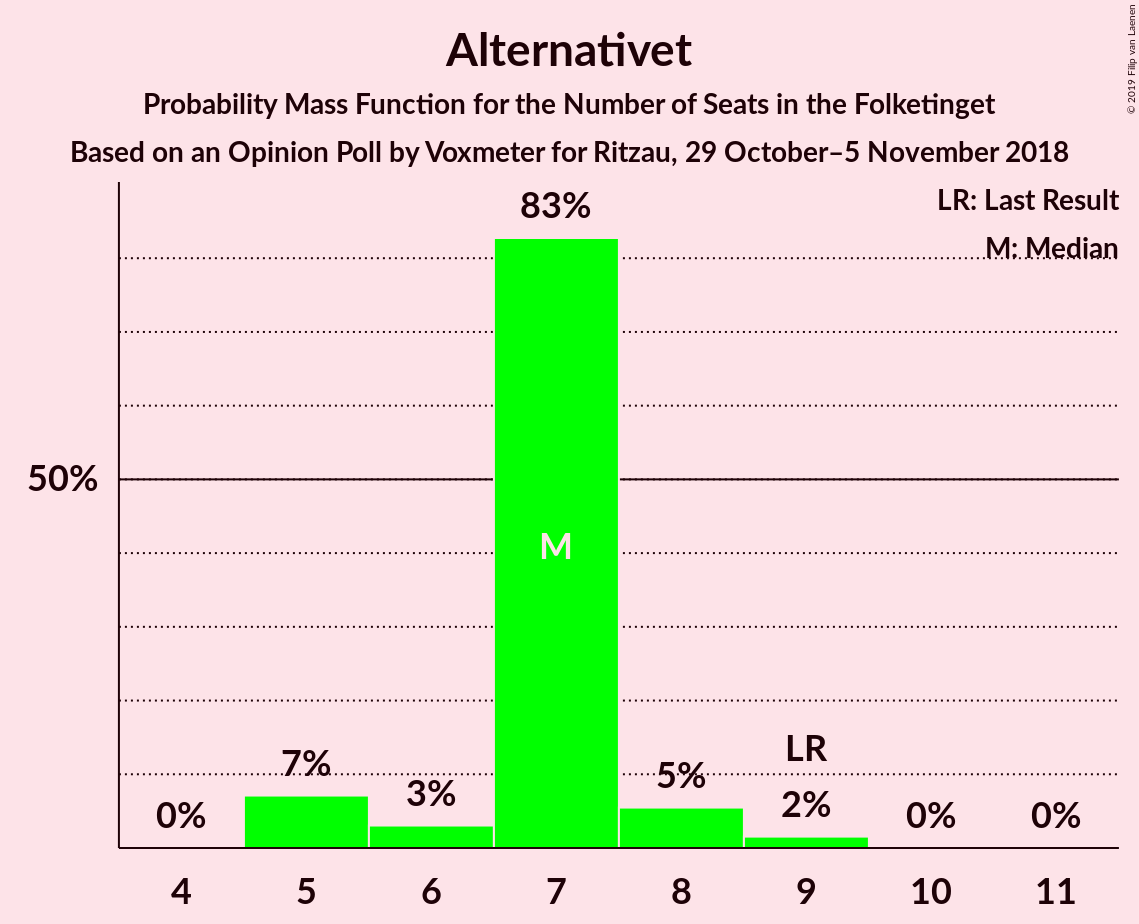 Alternativet
Probability Mass Function for the Number of Seats in the Folketinget
Based on an Opinion Poll by Voxmeter for Ritzau, 29 October–5 November 2018
© 2019 Filip van Laenen
LR: Last Result
M: Median
83%
50%
M
7%
3%
5%
LR
2%
0%
0%
0%
4 5 6 7 8 9 10 11